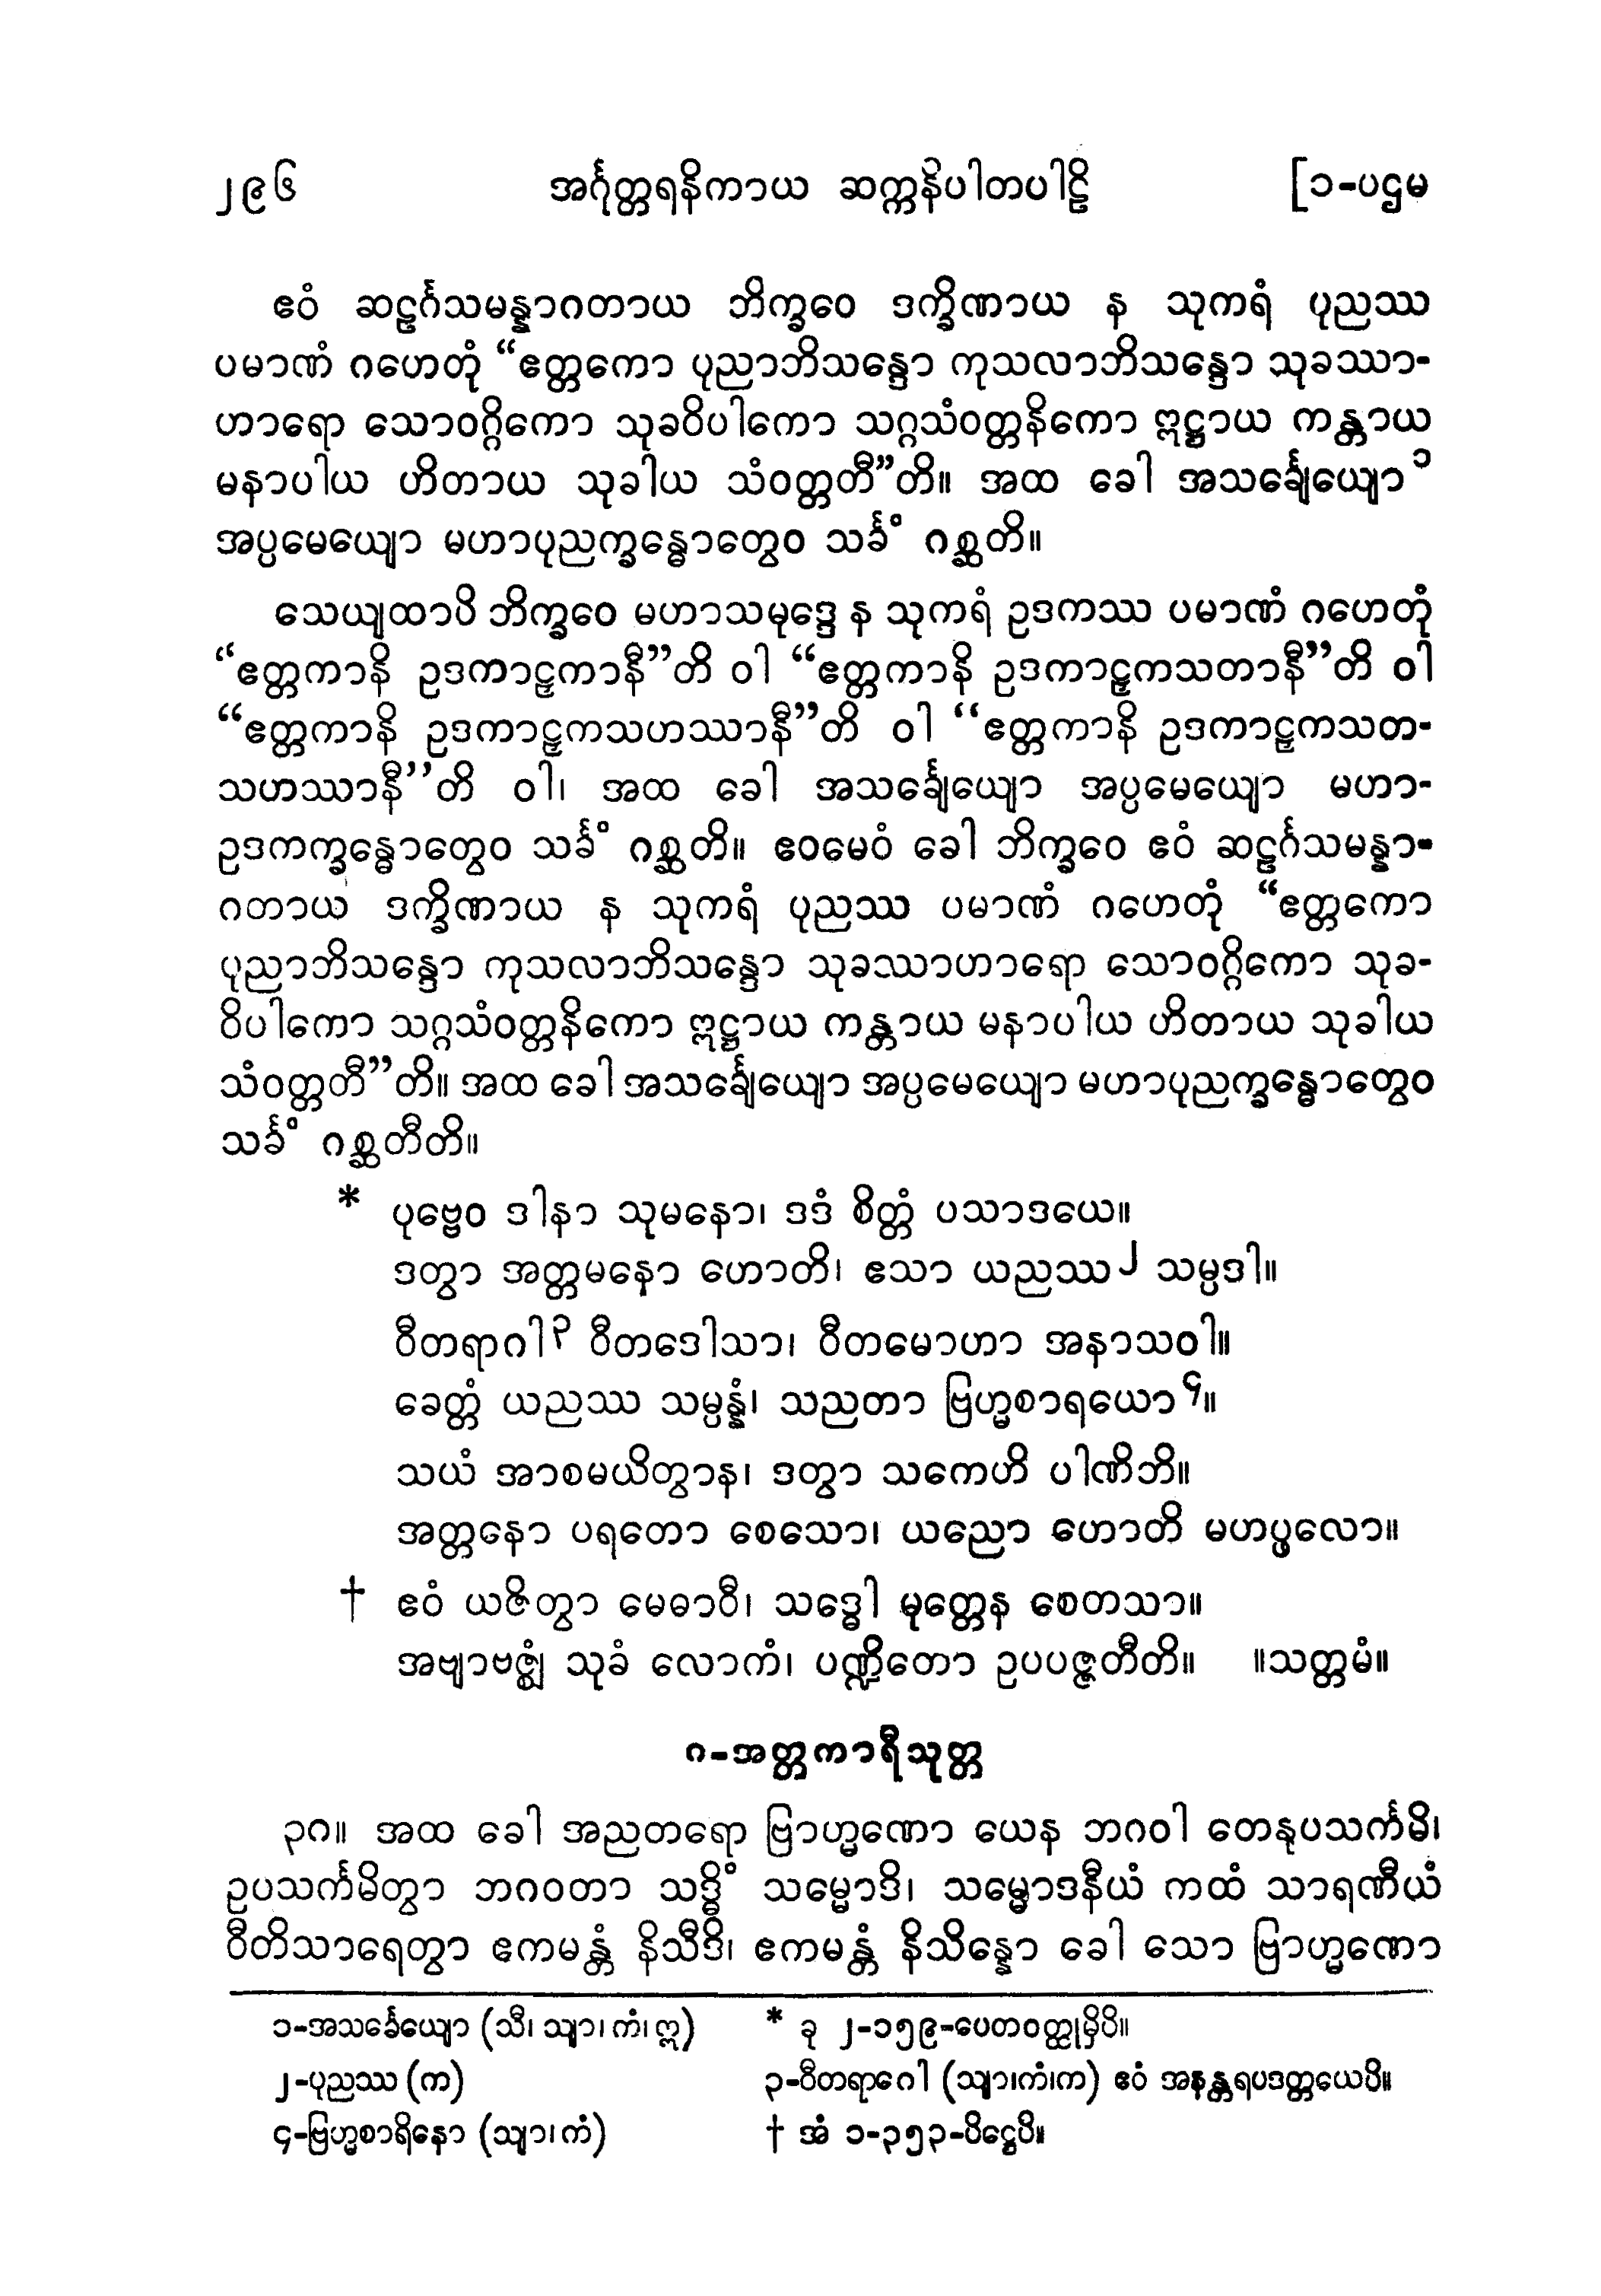 ၂၉၆ အင်္ဂုတ္တရနိကာယ ဆက္ကနိပါတပါဠိ [၁-ပဌမ
ဧဝံ ဆဠင်္ဂသမန္နာဂတာယ ဘိက္ခဝေ ဒက္ခိဏာယ န သုကရံ ပုညဿ
ပမာဏံ ဂဟေတုံ “ဧတ္တကော ပုညာဘိသန္ဒော ကုသလာဘိသန္ဒော သုခဿာ-
ဟာရော သောဝဂ္ဂိကော သုခဝိပါကော သဂ္ဂသံဝတ္တနိကော ဣဋ္ဌာယ ကန္တာယ
မနာပါယ ဟိတာယ သုခါယ သံဝတ္တတီ”တိ။ အထ ခေါ အသင်္ချေယျော ၁
အပ္ပမေယျော မဟာပုညက္ခန္ဓောတွေဝ သင်္ခံ ဂစ္ဆတိ။
သေယျထာပိ ဘိက္ခဝေ မဟာသမုဒ္ဒေ န သုကရံ ဥဒကဿ ပမာဏံ ဂဟေတုံ
“ဧတ္တကာနိ ဥဒကာဠှကာနီ”တိ ဝါ “ဧတ္တကာနိ ဥဒကာဠှကသတာနီ”တိ ဝါ
“ဧတ္တကာနိ ဥဒကာဠှကသဟဿာနီ”တိ ဝါ “ဧတ္တကာနိ ဥဒကာဠှကသတ-
သဟဿာနီ”တိ ဝါ၊ အထ ခေါ အသင်္ချေယျော အပ္ပမေယျော မဟာ-
ဥဒကက္ခန္ဓောတွေဝ သင်္ခံ ဂစ္ဆတိ။ ဧဝမေဝံ ခေါ ဘိက္ခဝေ ဧဝံ ဆဠင်္ဂသမန္နာ-
ဂတာယ ဒက္ခိဏာယ န သုကရံ ပုညဿ ပမာဏံ ဂဟေတုံ “ဧတ္တကော
ပုညာဘိသန္ဒော ကုသလာဘိသန္ဒော သုခဿာဟာရော သောဝဂ္ဂိကော သုခ-
ဝိပါကော သဂ္ဂသံဝတ္တနိကော ဣဋ္ဌာယ ကန္တာယ မနာပါယ ဟိတာယ သုခါယ
သံဝတ္တတီ”တိ။ အထ ခေါ အသင်္ချေယျော အပ္ပမေယျော မဟာပုညက္ခန္ဓောတွေဝ
သင်္ခံ ဂစ္ဆတီတိ။
* ပုဗ္ဗေဝ ဒါနာ သုမနော၊ ဒဒံ စိတ္တံ ပသာဒယေ။
ဒတွာ အတ္တမနော ဟောတိ၊ ဧသာ ယညဿ ၂ သမ္ပဒါ။
ဝီတရာဂါ ၃ ဝီတဒေါသာ၊ ဝီတမောဟာ အနာသဝါ။
ခေတ္တံ ယညဿ သမ္ပန္နံ၊ သညတာ ဗြဟ္မစာရယော ၄။
သယံ အာစမယိတွာန၊ ဒတွာ သကေဟိ ပါဏိဘိ။
အတ္တနော ပရတော စေသော၊ ယညော ဟောတိ မဟပ္ဖလော။
† ဧဝံ ယဇိတွာ မေဓာဝီ၊ သဒ္ဓေါ မုတ္တေန စေတသာ။
အဗျာဗဇ္ဈံ သုခံ လောကံ၊ ပဏ္ဍိတော ဥပပဇ္ဇတီတိ။ ။သတ္တမံ။
ဂ-အတ္တကာရီသုတ္တ
၃ဂ။ အထ ခေါ အညတရော ဗြာဟ္မဏော ယေန ဘဂဝါ တေနုပသင်္ကမိ၊
ဥပသင်္ကမိတွာ ဘဂဝတာ သဒ္ဓိံ သမ္မောဒိ၊ သမ္မောဒနီယံ ကထံ သာရဏီယံ
ဝီတိသာရေတွာ ဧကမန္တံ နိသီဒိ၊ ဧကမန္တံ နိသိန္နော ခေါ သော ဗြာဟ္မဏော
၁-အသင်္ခေယျော (သီ၊ သျာ၊ ကံ၊ ဣ) * ခု ၂-၁၅၉-ပေတဝတ္ထုမှိပိ။
၂-ပုညဿ (က) ၃-ဝီတရာဂေါ (သျာ၊ကံ၊က) ဧဝံ အနန္တရပဒတ္တယေပိ။
၄-ဗြဟ္မစာရိနော (သျာ၊ ကံ) † အံ ၁-၃၅၃-ပိဋ္ဌေပိ။